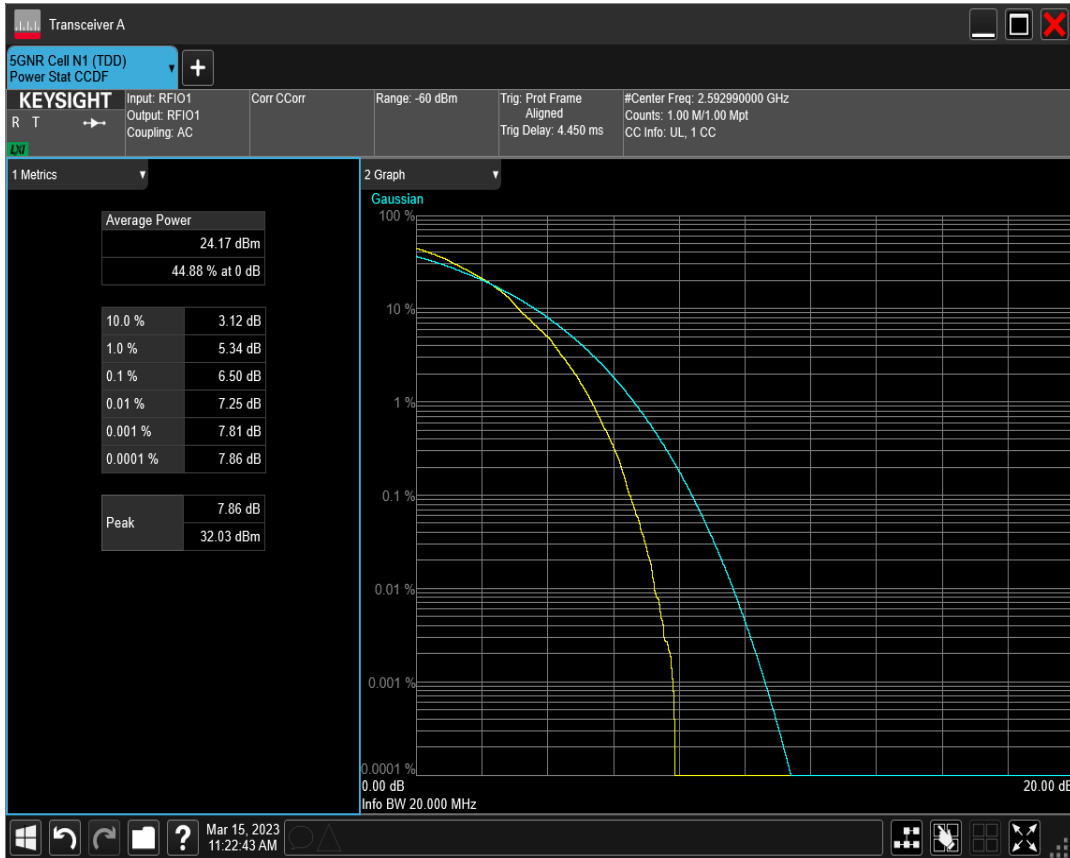 Transceiver A
5GNR Cell N1 (TDD)
Power Stat CCDF
+
KEYSIGHT
R T
LXI
Input: RFIO1
Output: RFIO1
Coupling: AC
Corr CCorr
Range: -60 dBm
Trig: Prot Frame
Aligned
Trig Delay: 4.450 ms
#Center Freq: 2.592990000 GHz
Counts: 1.00 M/1.00 Mpt
CC Info: UL, 1 CC
1 Metrics
Average Power
24.17 dBm
44.88 % at 0 dB
10.0 % 3.12 dB
1.0 % 5.34 dB
0.1 % 6.50 dB
0.01 % 7.25 dB
0.001 % 7.81 dB
0.0001 % 7.86 dB
Peak
7.86 dB
32.03 dBm
2 Graph
Gaussian
100 %
10 %
1 %
0.1 %
0.01 %
0.001 %
0.0001 %
0.00 dB 20.00 dB
Info BW 20.000 MHz
?
Mar 15, 2023
11:22:43 AM